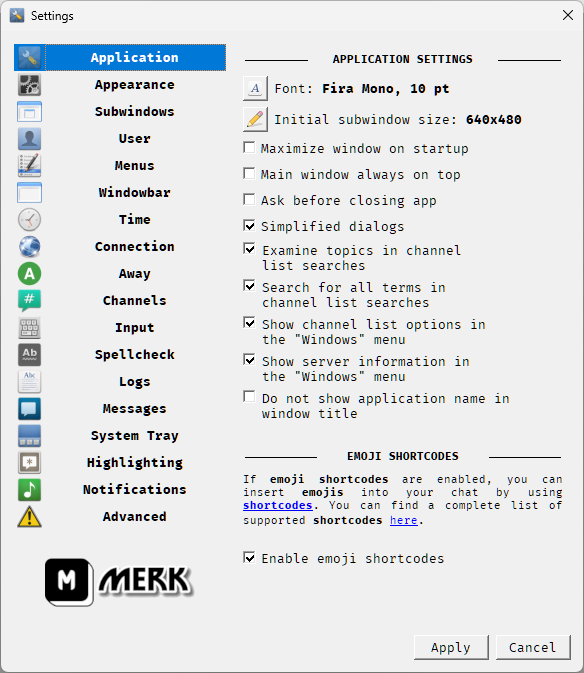 Settings
Application
Appearance
Subwindows
User
Menus
Windowbar
Time
Connection
A
Away
#
Channels
Input
Ab
Spellcheck
Abc
Logs
Messages
System Tray
*
Highlighting
Notifications
Advanced
M MERK
APPLICATION SETTINGS
A
Font: Fira Mono, 10 pt
Initial subwindow size: 640x480
Maximize window on startup
Main window always on top
Ask before closing app
Simplified dialogs
Examine topics in channel
list searches
Search for all terms in
channel list searches
Show channel list options in
the "Windows" menu
Show server information in
the "Windows" menu
Do not show application name in
window title
EMOJI SHORTCODES
If emoji shortcodes are enabled, you can
insert emojis into your chat by using
shortcodes. You can find a complete list of
supported shortcodes here.
Enable emoji shortcodes
Apply
Cancel